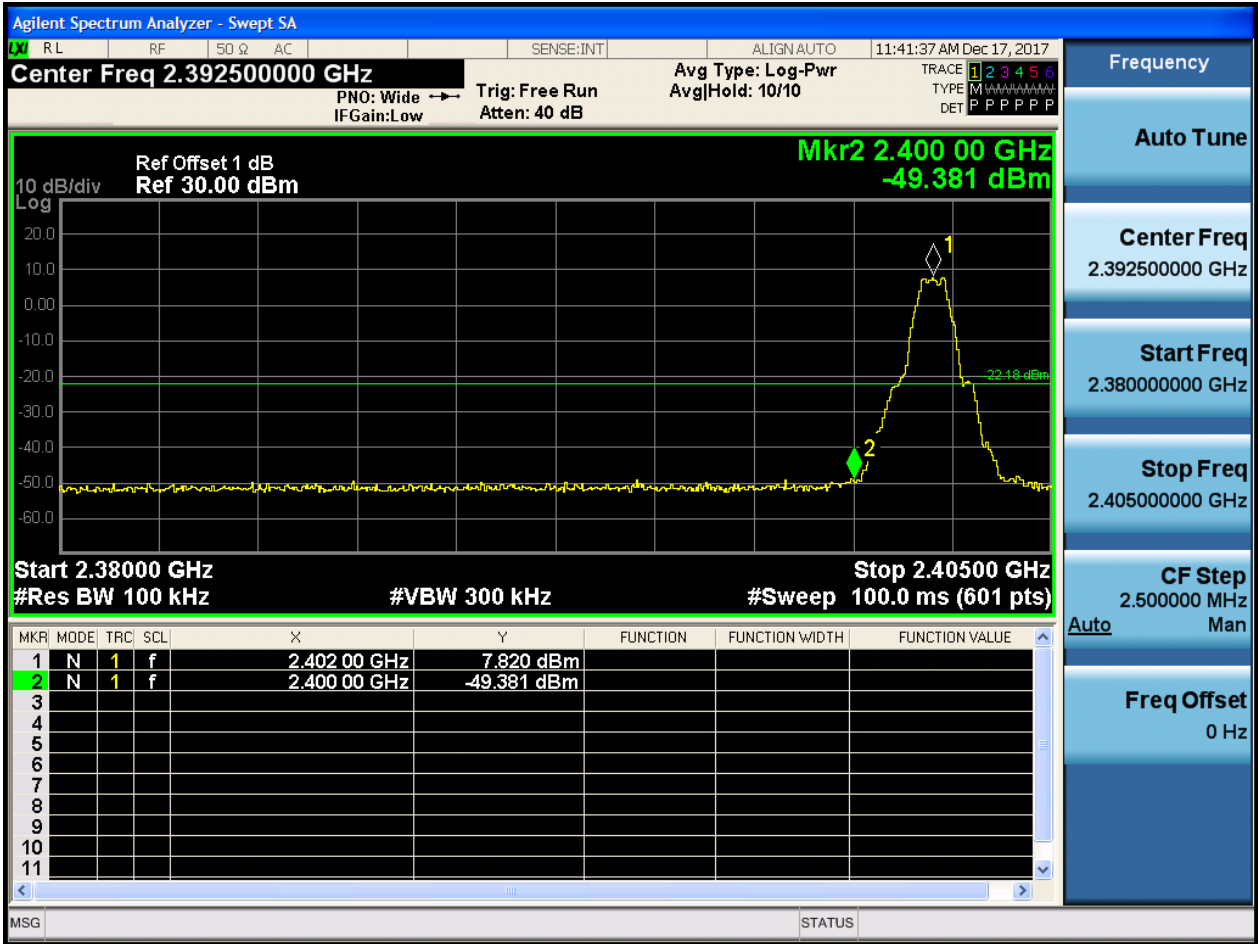 Agilent Spectrum Analyzer - Swept SA
LXI RL RF 50 Ω AC SENSE:INT ALIGNAUTO 11:41:37 AM Dec 17, 2017
Center Freq 2.392500000 GHz
PNO: Wide
IFGain:Low
Trig: Free Run
Atten: 40 dB
Avg Type: Log-Pwr
Avg|Hold: 10/10
TRACE 1 2 3 4 5 6
TYPE M WWWWW
DET P P P P P P
Frequency
Auto Tune
Center Freq
2.392500000 GHz
Start Freq
2.380000000 GHz
Stop Freq
2.405000000 GHz
CF Step
2.500000 MHz
Auto Man
Freq Offset
0 Hz
Mkr2 2.400 00 GHz
-49.381 dBm
Ref Offset 1 dB
10 dB/div Ref 30.00 dBm
Log
20.0
10.0
0.00
-10.0
-20.0
-30.0
-40.0
-50.0
-60.0
1
-22.18 dBm
2
Start 2.38000 GHz Stop 2.40500 GHz
#Res BW 100 kHz #VBW 300 kHz #Sweep 100.0 ms (601 pts)
MKR MODE TRC SCL X Y FUNCTION FUNCTION WIDTH FUNCTION VALUE
1 N 1 f 2.402 00 GHz 7.820 dBm
2 N 1 f 2.400 00 GHz -49.381 dBm
3
4
5
6
7
8
9
10
11
MSG STATUS